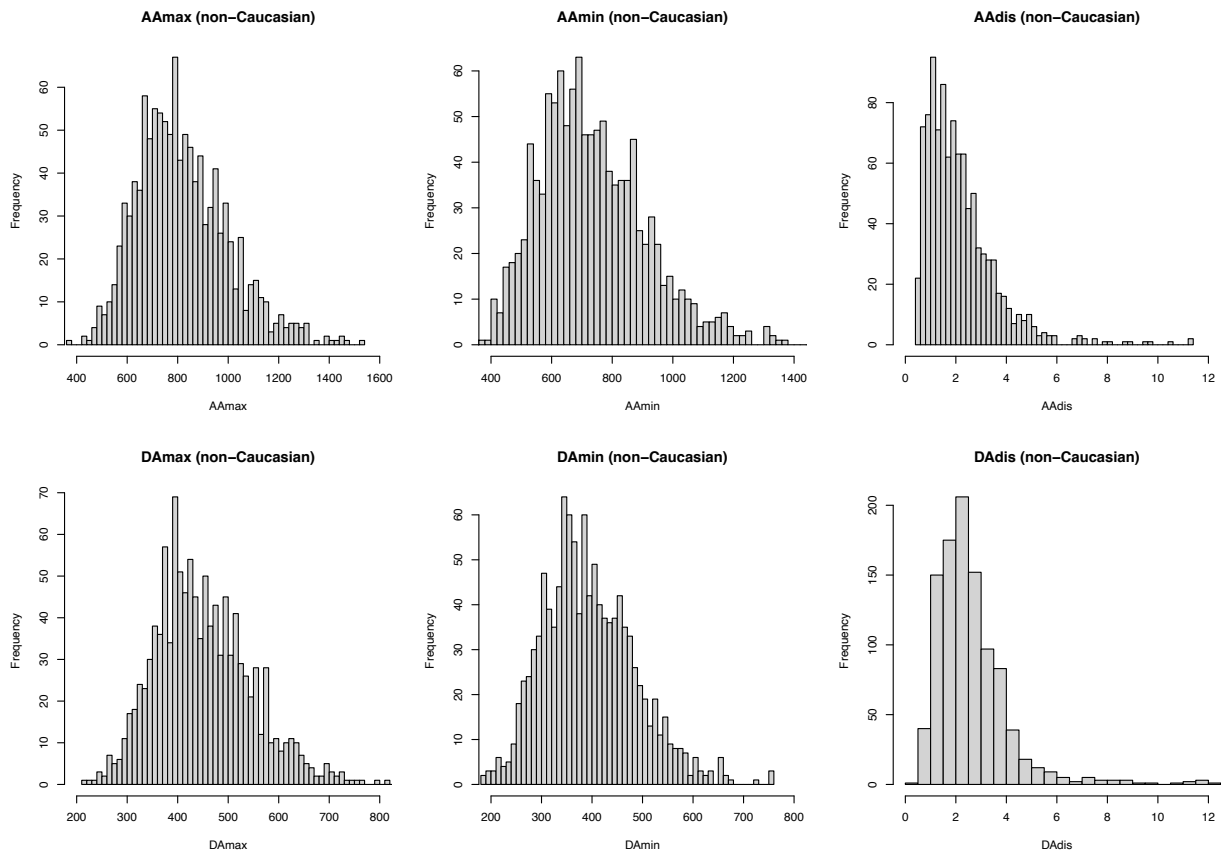 AAmax (non−Caucasian)
Frequency
0 10 20 30 40 50 60
400 600 800 1000 1200 1400 1600
AAmax
AAmin (non−Caucasian)
Frequency
0 10 20 30 40 50 60
400 600 800 1000 1200 1400
AAmin
AAdis (non−Caucasian)
Frequency
0 20 40 60 80
0 2 4 6 8 10 12
AAdis
DAmax (non−Caucasian)
Frequency
0 10 20 30 40 50 60 70
200 300 400 500 600 700 800
DAmax
DAmin (non−Caucasian)
Frequency
0 10 20 30 40 50 60
200 300 400 500 600 700 800
DAmin
DAdis (non−Caucasian)
Frequency
0 50 100 150 200
0 2 4 6 8 10 12
DAdis